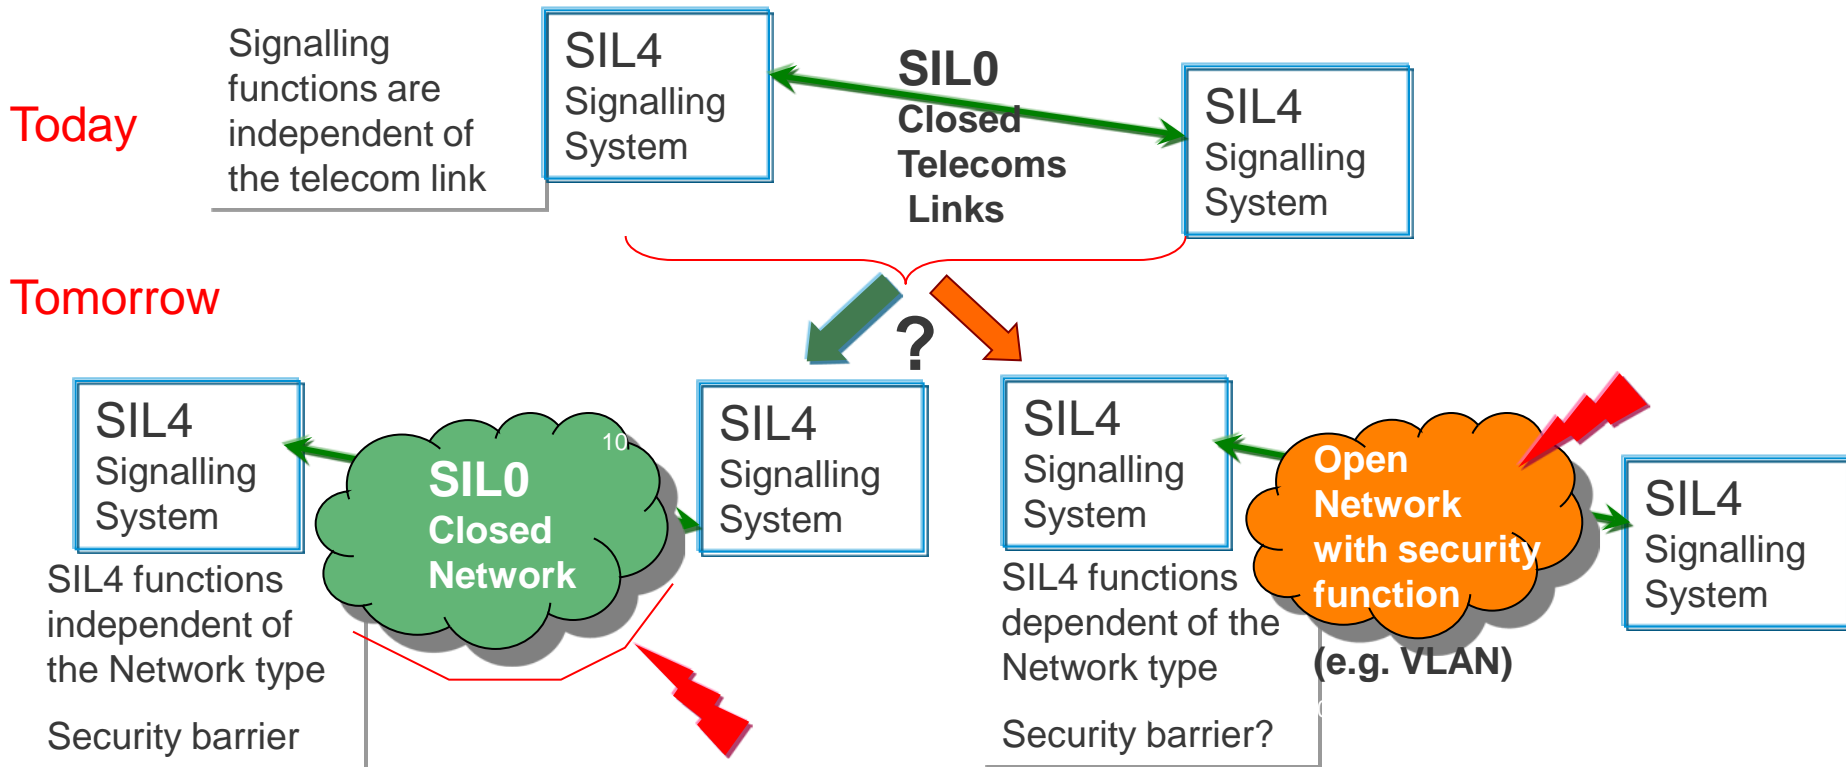 Today
Signalling
functions are
independent of
the telecom link
SIL4
Signalling
System
SIL0
Closed
Telecoms
Links
SIL4
Signalling
System
Tomorrow
?
SIL4
Signalling
System
10
SIL0
Closed
Network
SIL4
Signalling
System
SIL4 functions
independent of
the Network type
Security barrier
SIL4
Signalling
System
Open
Network
with security
function
(e.g. VLAN)
SIL4
Signalling
System
SIL4 functions
dependent of the
Network type
Security barrier?